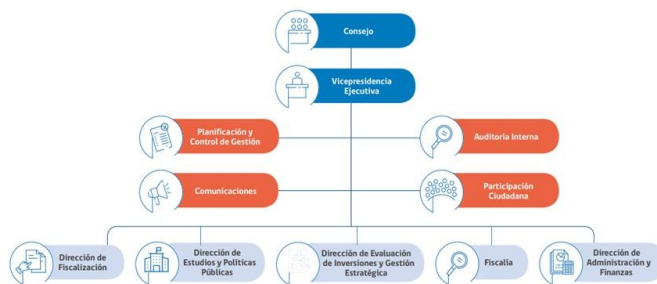 Consejo
Vicepresidencia
Ejecutiva
Planificación y
Control de Gestión
Auditoría Interna
Comunicaciones
Participación
Ciudadana
Dirección de
Fiscalización
Dirección de
Estudios y Políticas
Públicas
Dirección de Evaluación
de Inversiones y Gestión
Estratégica
Fiscalía
Dirección de
Administración y
Finanzas